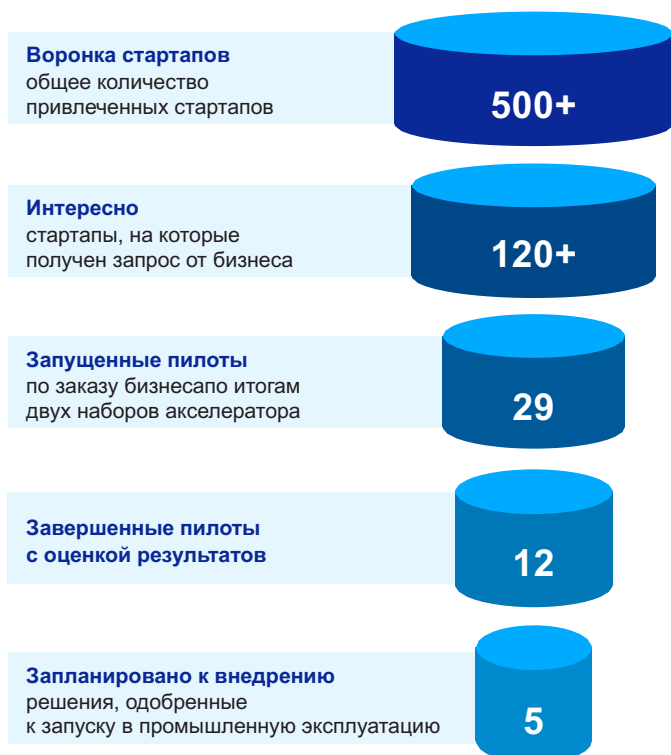 Воронка стартапов
общее количество
привлеченных стартапов
500+
Интересно
стартапы, на которые
получен запрос от бизнеса
120+
Запущенные пилоты
по заказу бизнесапо итогам
двух наборов акселератора
29
Завершенные пилоты
с оценкой результатов
12
Запланировано к внедрению
решения, одобренные
к запуску в промышленную эксплуатацию
5